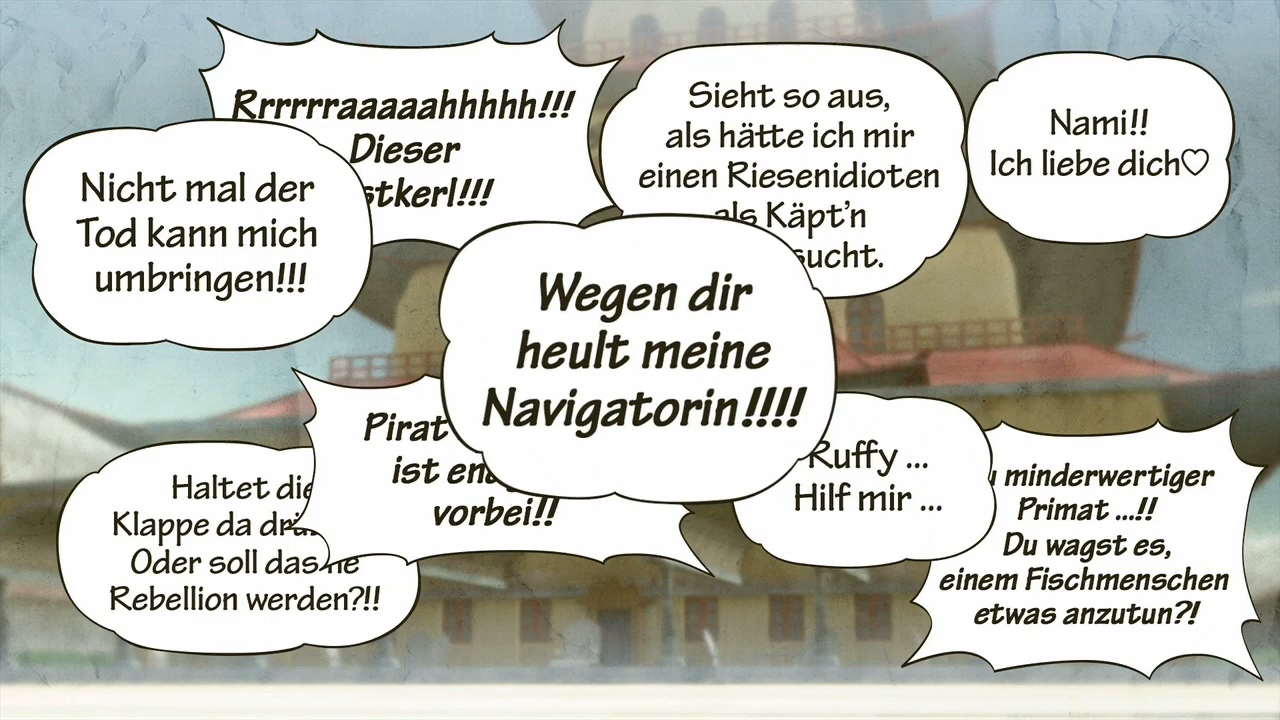 Rrrrrraaaaahhhhh!!!
Dieser
stkerl!!!
Nicht mal der
Tod kann mich
umbringen!!!
Sieht so aus,
als hätte ich mir
einen Riesenidioten
als Käpt'n
sucht.
Nami!!
Ich liebe dich♡
Wegen dir
heult meine
Navigatorin!!!!
Pirat
ist
vorbei!!
Haltet die
Klappe da
Oder soll das ne
Rebellion werden?!!
Ruffy ...
Hilf mir ...
minderwertiger
Primat ...!!
Du wagst es,
einem Fischmenschen
etwas anzutun?!